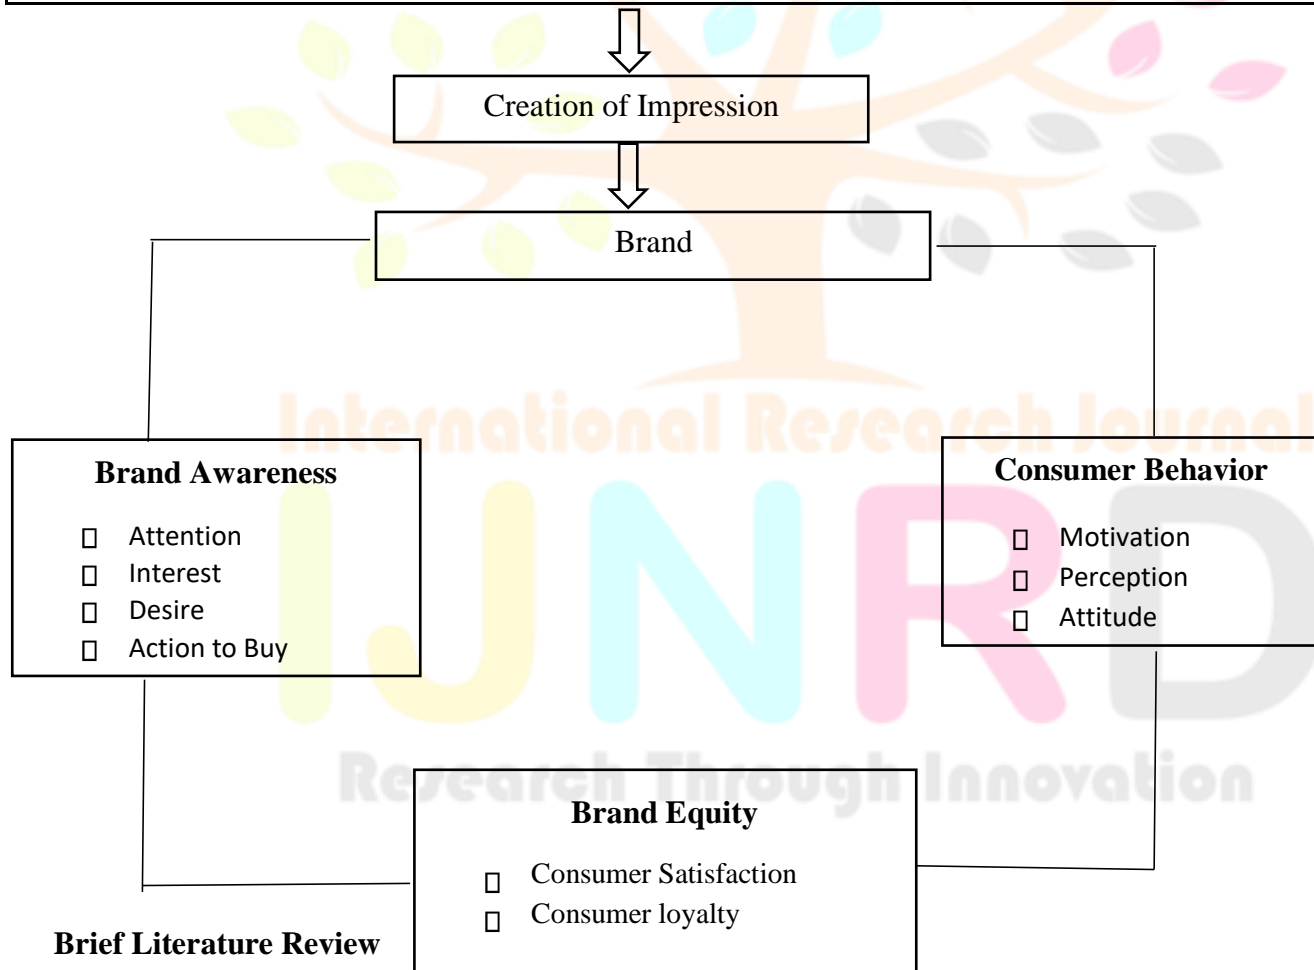 Creation of Impression
Brand
International Research Journal
Brand Awareness
Attention
Interest
Desire
Action to Buy
Consumer Behavior
Motivation
Perception
Attitude
IJNRD
Research Through Innovation
Brand Equity
Consumer Satisfaction
Consumer loyalty
Brief Literature Review